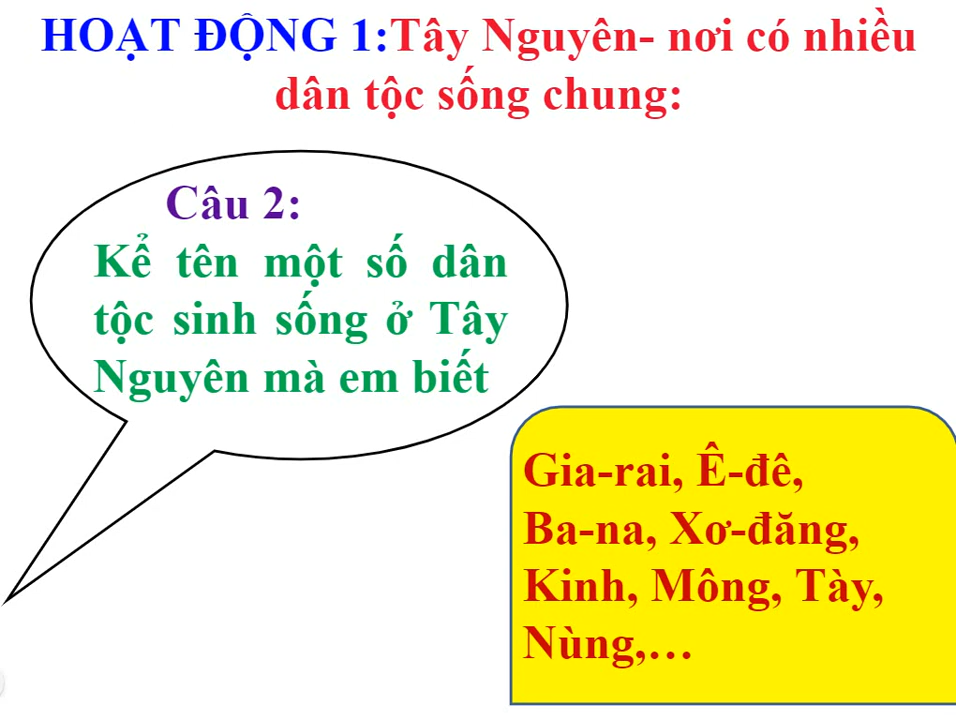 HOẠT ĐỘNG 1:Tây Nguyên- nơi có nhiều
dân tộc sống chung:
Câu 2:
Kể tên một số dân
tộc sinh sống ở Tây
Nguyên mà em biết
Gia-rai, Ê-đê,
Ba-na, Xơ-đăng,
Kinh, Mông, Tày,
Nùng,…